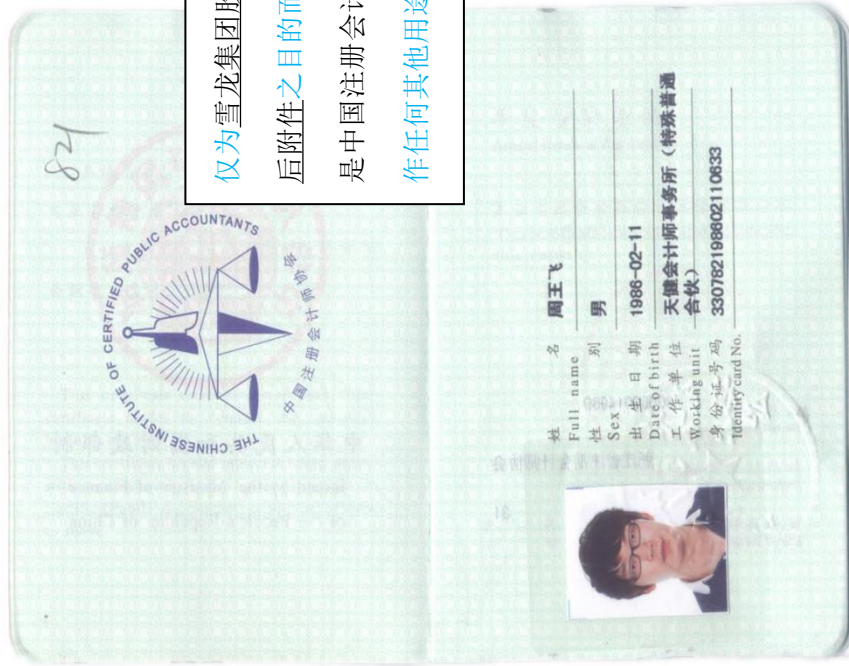 821
仅为雪龙集团股
后附件之目的而
是中国注册会计
作任何其他用途
THE CHINESE INSTITUTE OF CERTIFIED PUBLIC ACCOUNTANTS
中国注册会计师协会
姓 名 周王飞
Full name
性 别 男
Sex
出 生 日 期 1986-02-11
Date of birth
工 作 单 位 天健会计师事务所（特殊普通
Working unit 合伙）
身 份 证 号 码 330782198602110633
Identity card No.